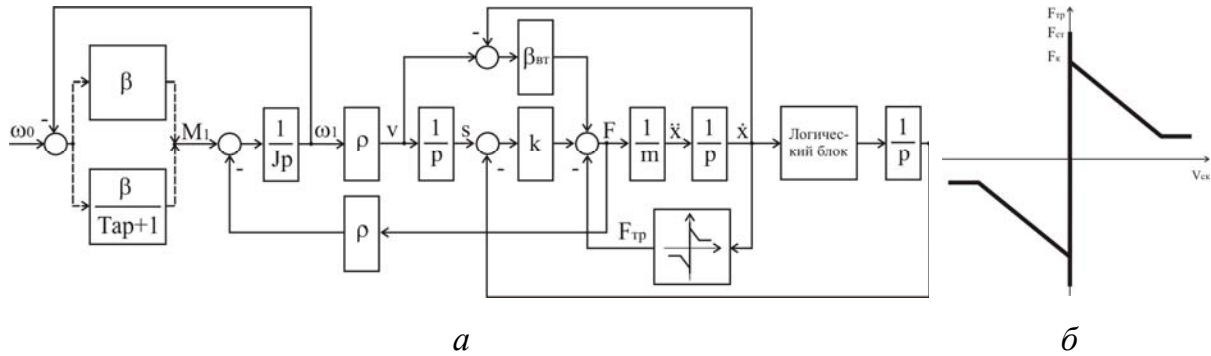 -
-
β
βвт
-
ω0
M1
1
Jp
ω1
ρ
v
1
p
s
k
F
1
m
ẍ
1
p
ẋ
Логичес-
кий блок
1
p
-
-
-
β
Tap+1
ρ
Fтр
Fтр
Fст
Fк
Vск
а
б